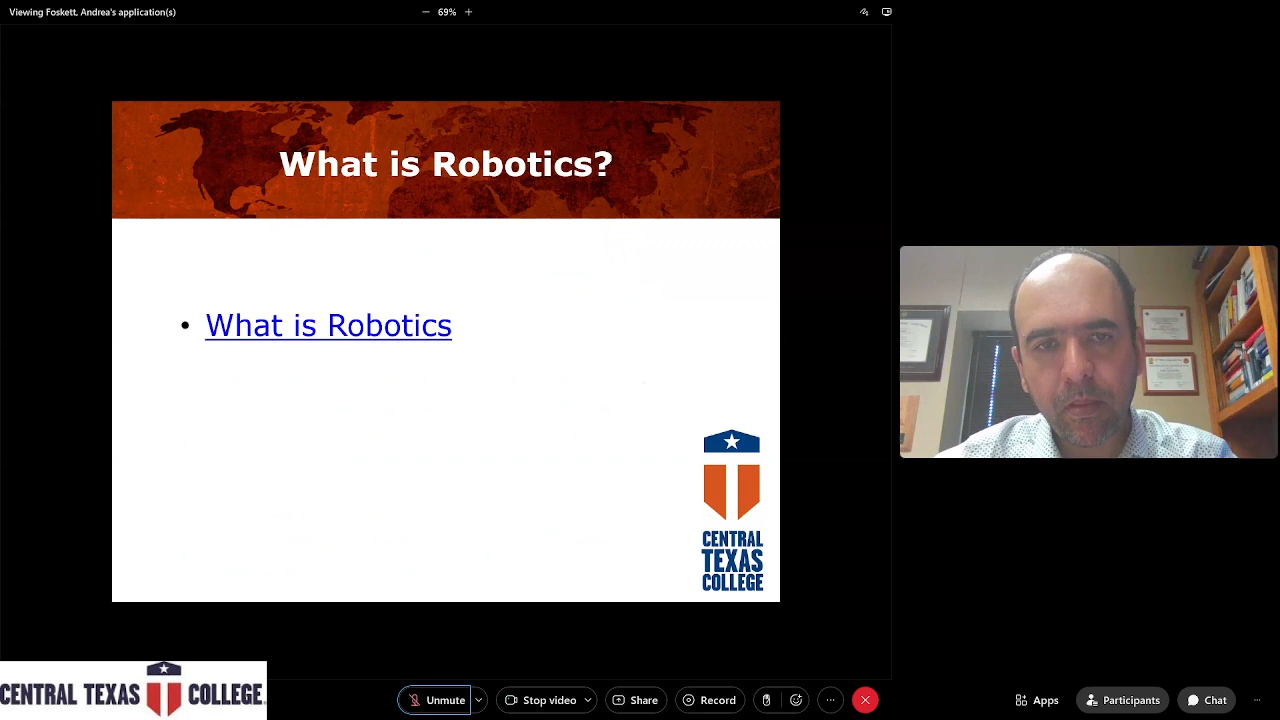 Viewing Foskett, Andrea's application(s)
69%
What is Robotics?
• What is Robotics
CENTRAL
TEXAS
COLLEGE
CENTRAL TEXAS COLLEGE
Unmute
Stop video
Share
Record
Apps
Participants
Chat